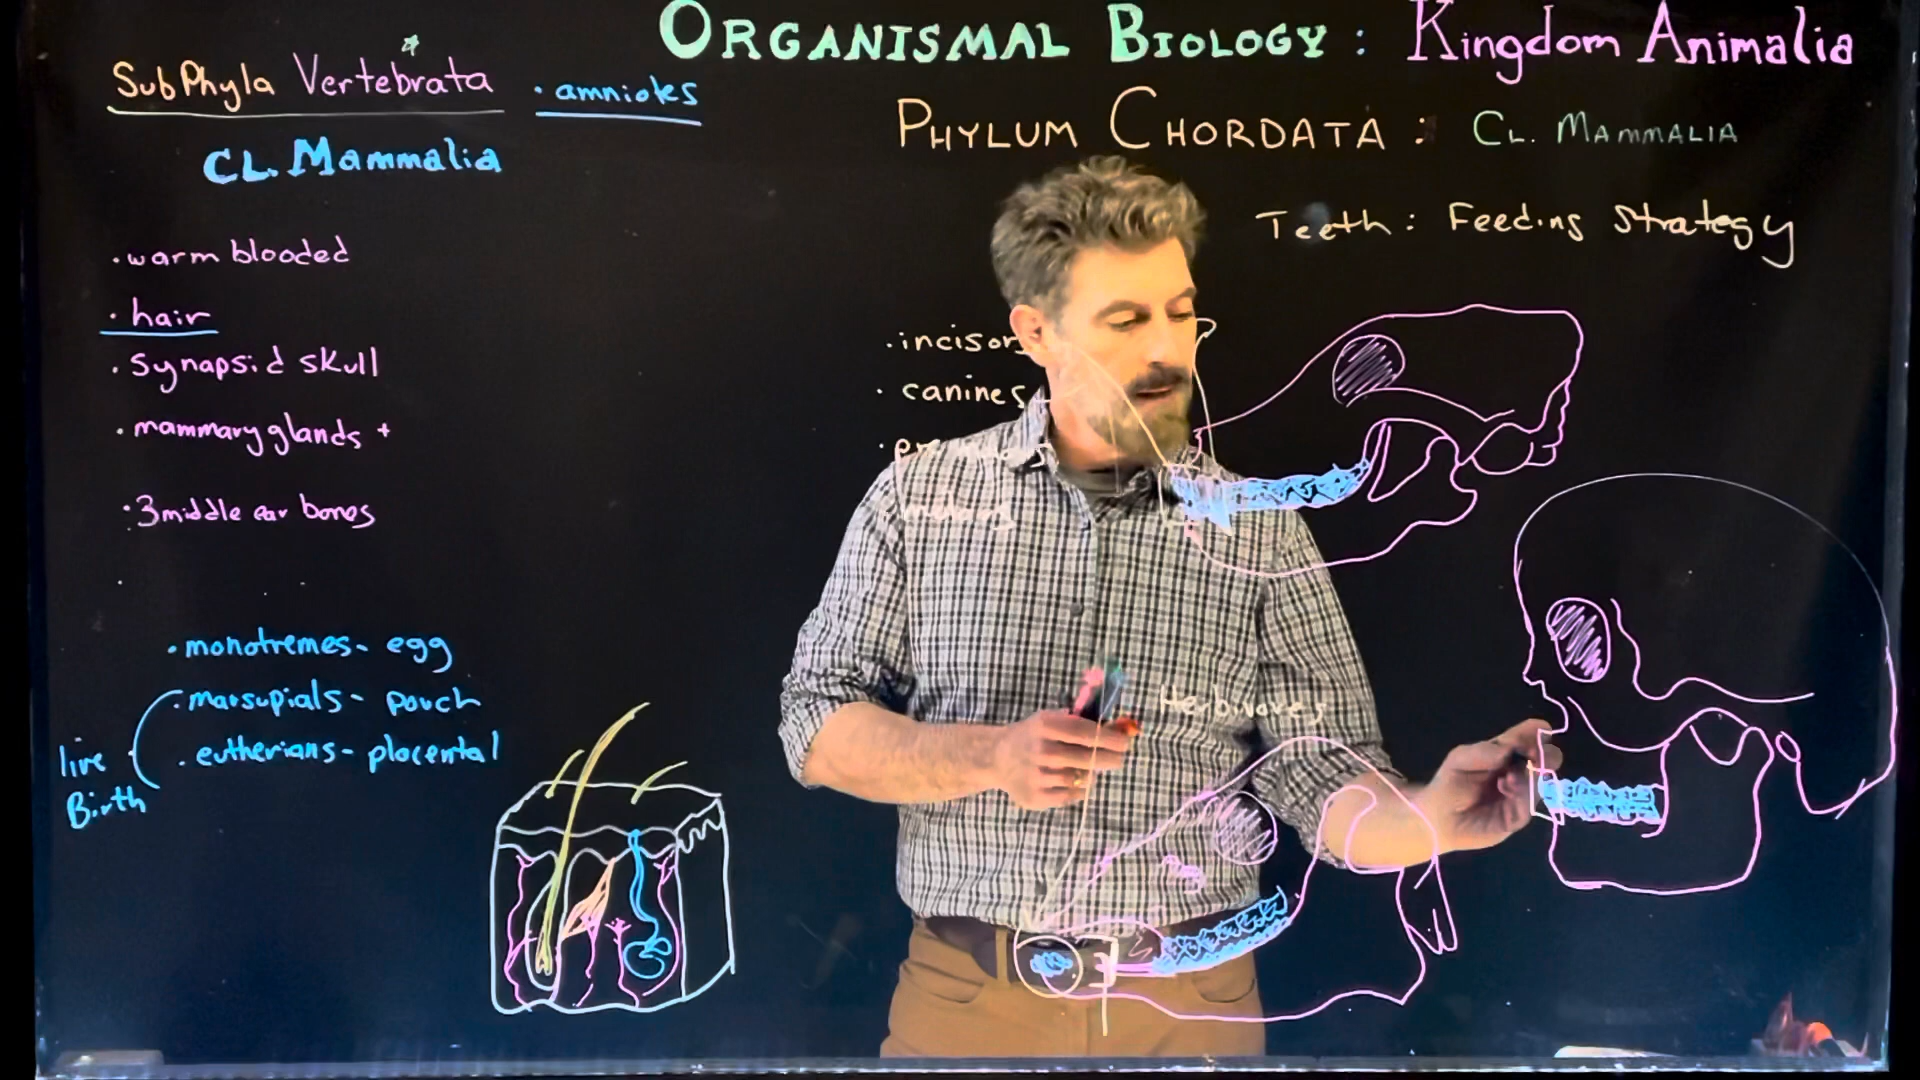 ORGANISMAL BIOLOGY : Kingdom Animalia
PHYLUM CHORDATA : CL. MAMMALIA
SubPhyla Vertebrata
· amniotes
CL. Mammalia
· warm blooded
· hair
· Synapsid skull
· mammary glands +
· 3 middle ear bones
· monotremes - egg
· marsupials - pouch
· eutherians - placental
live
Birth
Teeth : Feeding Strategy
· incisors
· canines
· premolars
· molars
Herbivores